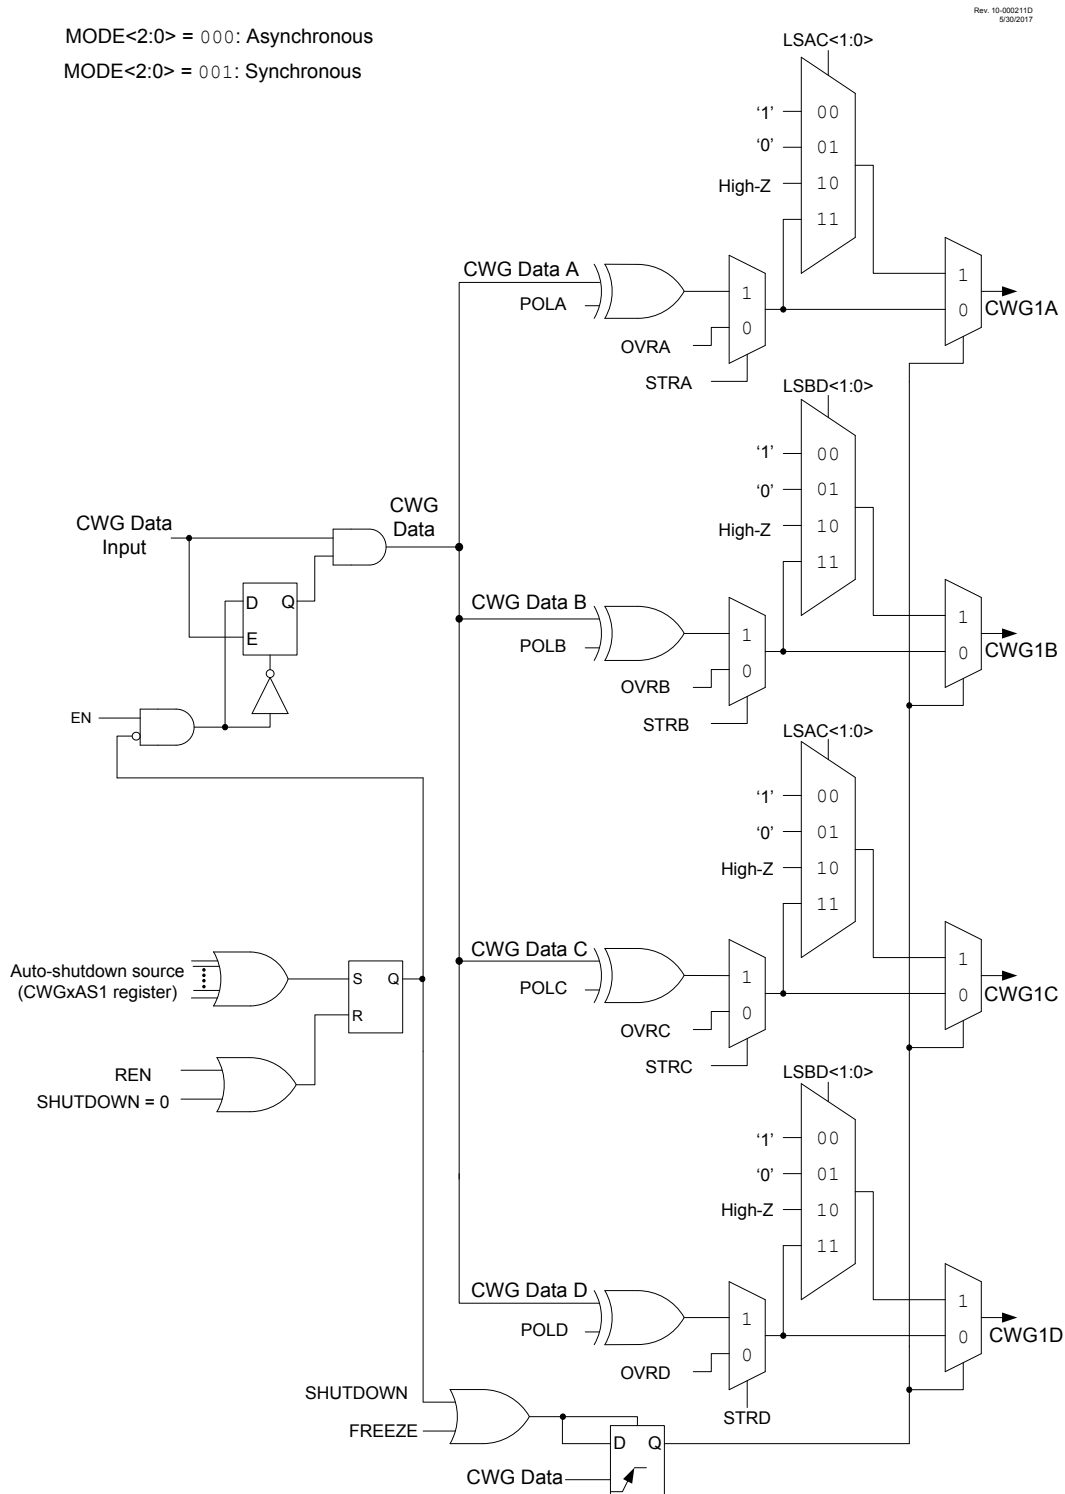 Rev. 10-000211D
5/30/2017
MODE<2:0> = 000: Asynchronous
MODE<2:0> = 001: Synchronous
LSAC<1:0>
‘1’
00
‘0’
01
High-Z
10
11
CWG Data A
POLA
1
0
OVRA
STRA
1
0
CWG1A
LSBD<1:0>
‘1’
00
‘0’
01
High-Z
10
11
CWG Data B
POLB
1
0
OVRB
STRB
1
0
CWG1B
CWG Data
Input
CWG
Data
D
Q
E
EN
LSAC<1:0>
‘1’
00
‘0’
01
High-Z
10
11
CWG Data C
POLC
1
0
OVRC
STRC
1
0
CWG1C
Auto-shutdown source
(CWGxAS1 register)
S
Q
R
REN
SHUTDOWN = 0
LSBD<1:0>
‘1’
00
‘0’
01
High-Z
10
11
CWG Data D
POLD
1
0
OVRD
STRD
1
0
CWG1D
SHUTDOWN
FREEZE
D
Q
CWG Data